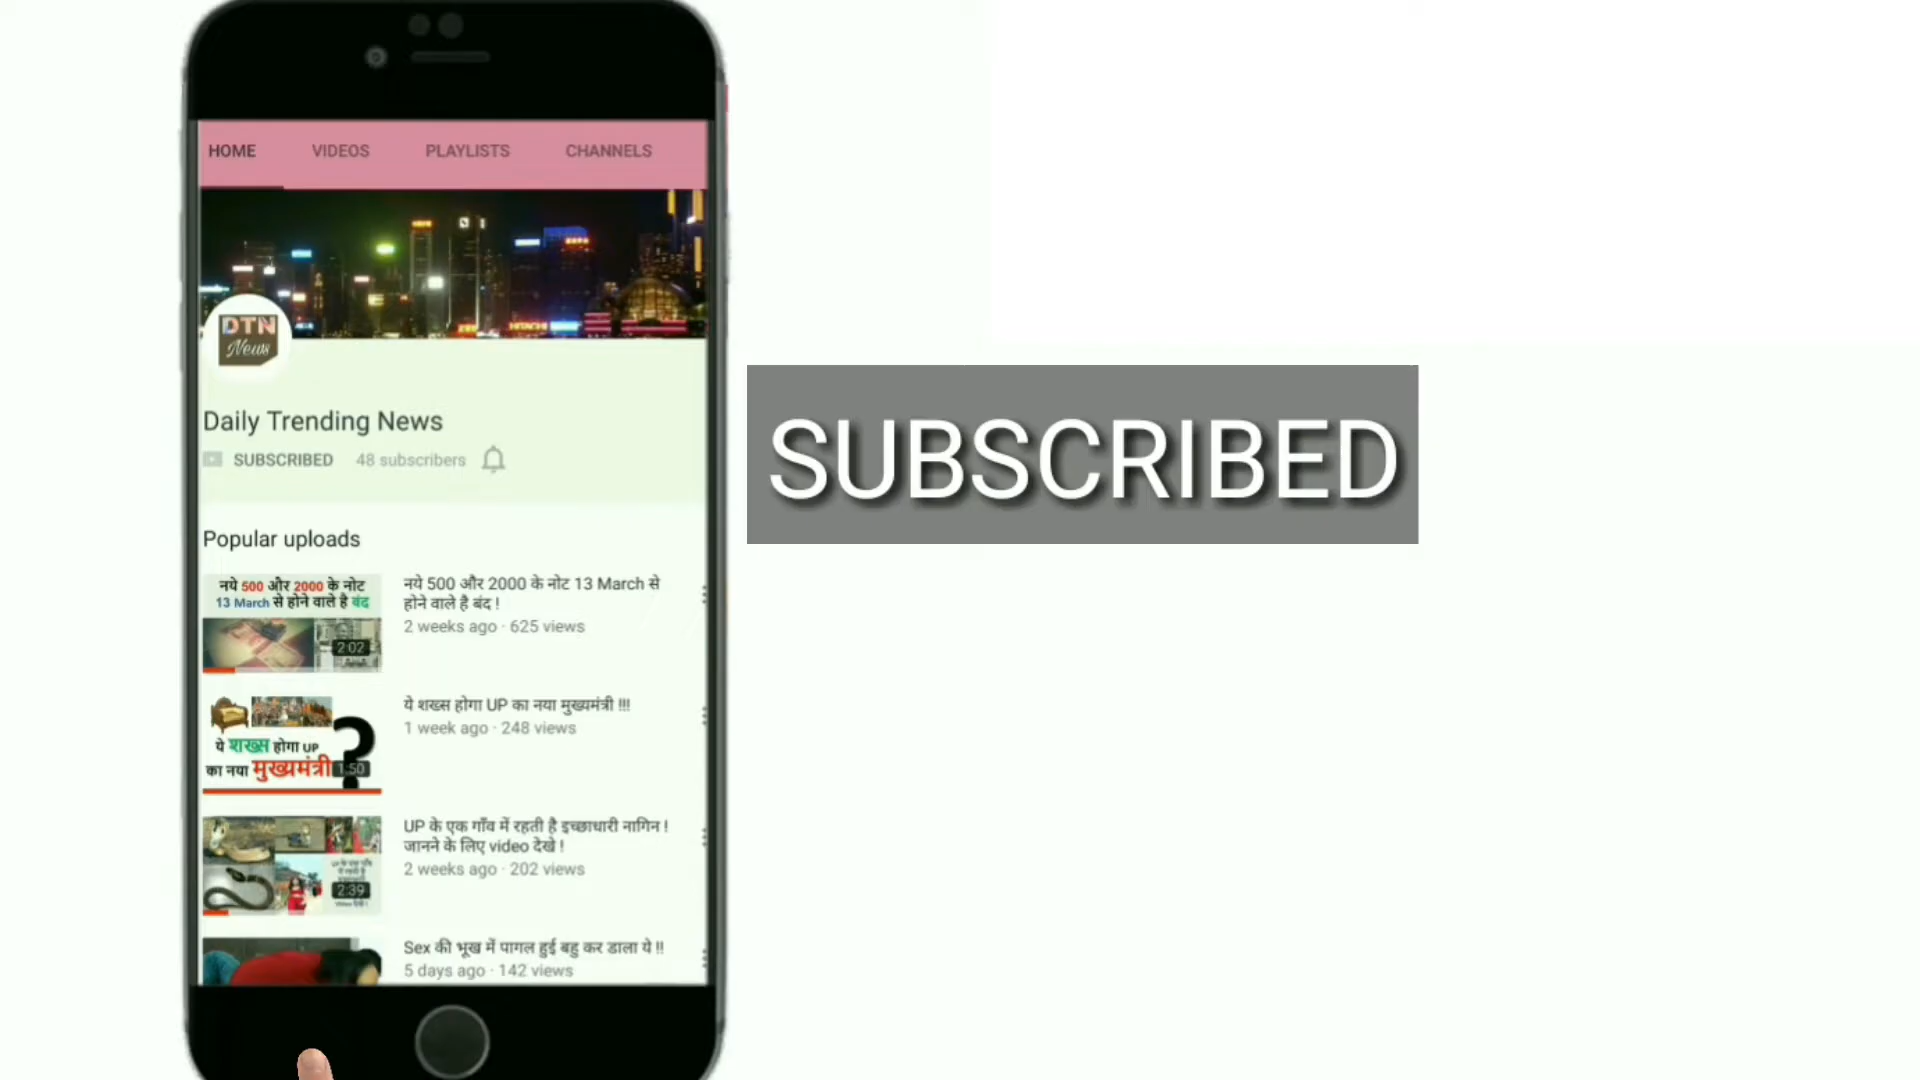 HOME VIDEOS PLAYLISTS CHANNELS
HITACHI
DTN
News
Daily Trending News
SUBSCRIBED 48 subscribers
SUBSCRIBED
Popular uploads
नये 500 और 2000 के नोट
13 March से होने वाले है बंद
2:02
नये 500 और 2000 के नोट 13 March से
होने वाले है बंद !
2 weeks ago · 625 views
ये शख्स होगा UP
का नया मुख्यमंत्री ?
1:50
ये शख्स होगा UP का नया मुख्यमंत्री !!!
1 week ago · 248 views
2:39
UP के एक गाँव में रहती है इच्छाधारी नागिन !
जानने के लिए video देखे !
2 weeks ago · 202 views
Sex की भूख में पागल हुई बहु कर डाला ये !!
5 days ago · 142 views